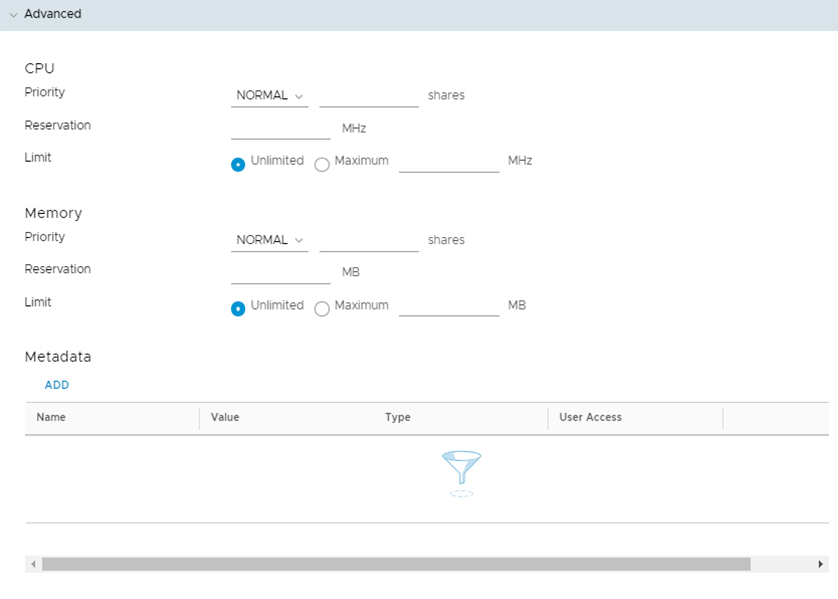 Advanced
CPU
Priority NORMAL shares
Reservation MHz
Limit Unlimited Maximum MHz
Memory
Priority NORMAL shares
Reservation MB
Limit Unlimited Maximum MB
Metadata
ADD
Name Value Type User Access